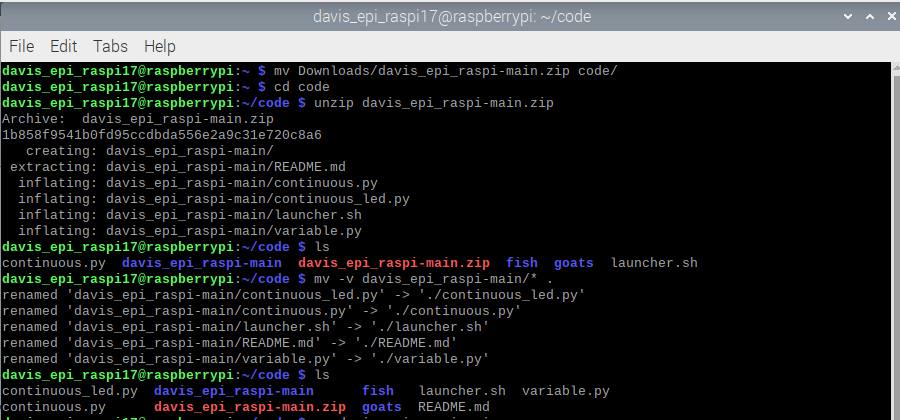 davis_epi_raspi17@raspberrypi: ~/code
File Edit Tabs Help
davis_epi_raspi17@raspberrypi:~ $ mv Downloads/davis_epi_raspi-main.zip code/
davis_epi_raspi17@raspberrypi:~ $ cd code
davis_epi_raspi17@raspberrypi:~/code $ unzip davis_epi_raspi-main.zip
Archive:  davis_epi_raspi-main.zip
1b858f9541b0fd95ccdbda556e2a9c31e720c8a6
   creating: davis_epi_raspi-main/
 extracting: davis_epi_raspi-main/README.md
  inflating: davis_epi_raspi-main/continuous.py
  inflating: davis_epi_raspi-main/continuous_led.py
  inflating: davis_epi_raspi-main/launcher.sh
  inflating: davis_epi_raspi-main/variable.py
davis_epi_raspi17@raspberrypi:~/code $ ls
continuous.py  davis_epi_raspi-main  davis_epi_raspi-main.zip  fish  goats  launcher.sh
davis_epi_raspi17@raspberrypi:~/code $ mv -v davis_epi_raspi-main/* .
renamed 'davis_epi_raspi-main/continuous_led.py' -> './continuous_led.py'
renamed 'davis_epi_raspi-main/continuous.py' -> './continuous.py'
renamed 'davis_epi_raspi-main/launcher.sh' -> './launcher.sh'
renamed 'davis_epi_raspi-main/README.md' -> './README.md'
renamed 'davis_epi_raspi-main/variable.py' -> './variable.py'
davis_epi_raspi17@raspberrypi:~/code $ ls
continuous_led.py  davis_epi_raspi-main      fish   launcher.sh  variable.py
continuous.py      davis_epi_raspi-main.zip  goats  README.md